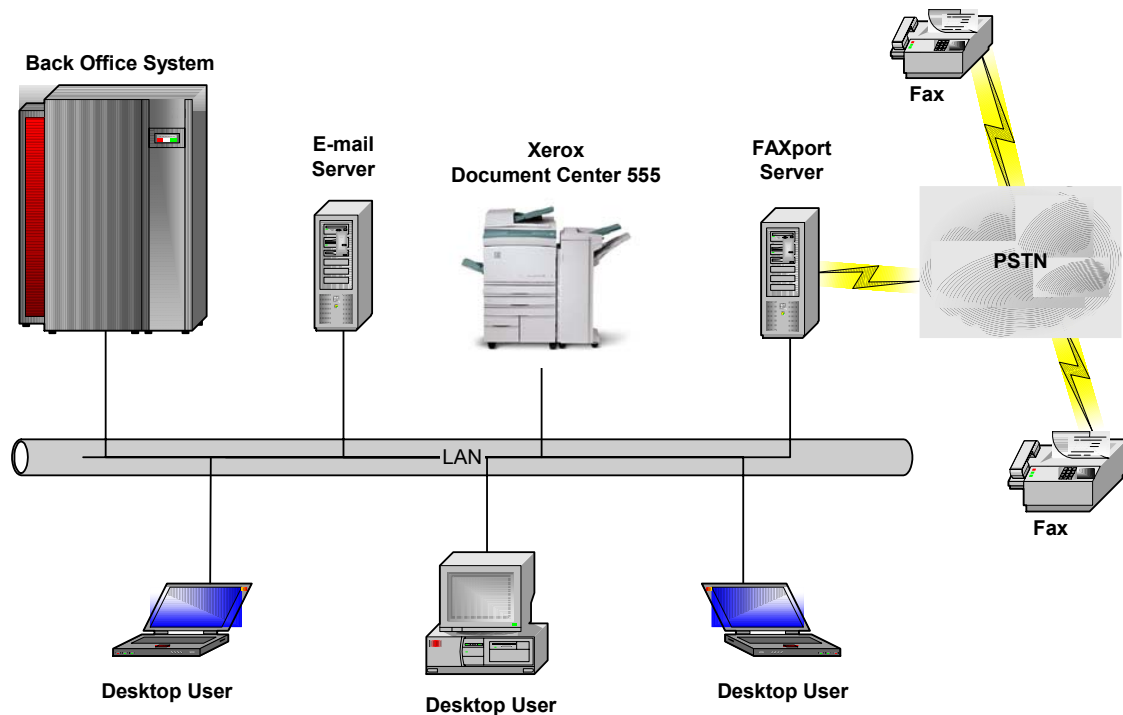 Back Office System
E-mail
Server
Xerox
Document Center 555
FAXport
Server
Fax
PSTN
LAN
Fax
Desktop User
Desktop User
Desktop User